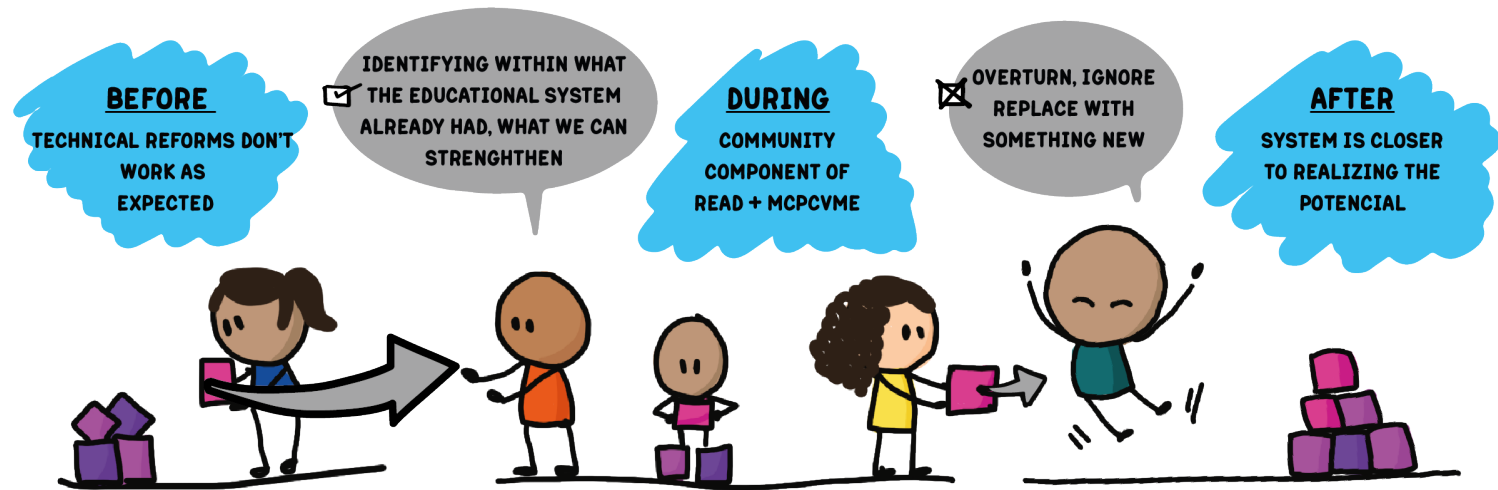 BEFORE
TECHNICAL REFORMS DON'T
WORK AS
EXPECTED
IDENTIFYING WITHIN WHAT
THE EDUCATIONAL SYSTEM
ALREADY HAD, WHAT WE CAN
STRENGHTHEN
DURING
COMMUNITY
COMPONENT OF
READ + MCPCVME
OVERTURN, IGNORE
REPLACE WITH
SOMETHING NEW
AFTER
SYSTEM IS CLOSER
TO REALIZING THE
POTENCIAL